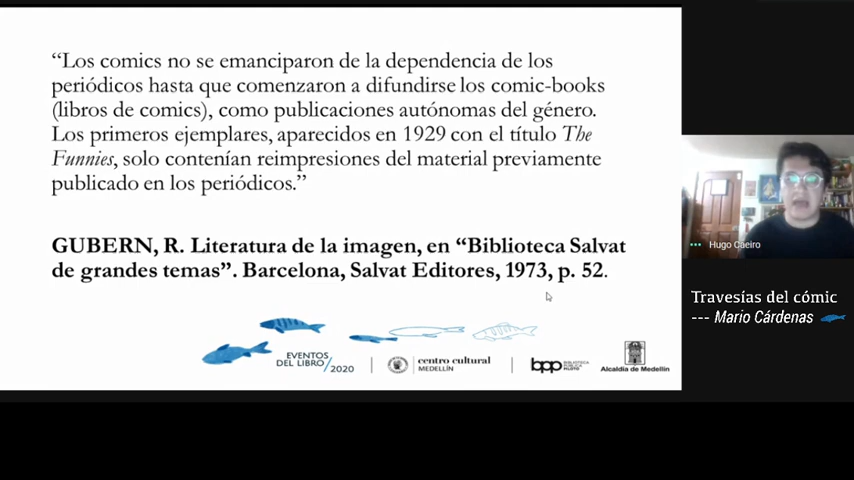 “Los comics no se emanciparon de la dependencia de los
periódicos hasta que comenzaron a difundirse los comic-books
(libros de comics), como publicaciones autónomas del género.
Los primeros ejemplares, aparecidos en 1929 con el título The
Funnies, solo contenían reimpresiones del material previamente
publicado en los periódicos.”
GUBERN, R. Literatura de la imagen, en “Biblioteca Salvat
de grandes temas”. Barcelona, Salvat Editores, 1973, p. 52.
EVENTOS
DEL LIBRO/2020
centro cultural
MEDELLÍN
bpp
BIBLIOTECA
PÚBLICA
PILOTO
Alcaldía de Medellín
Hugo Caeiro
Travesías del cómic
--- Mario Cárdenas